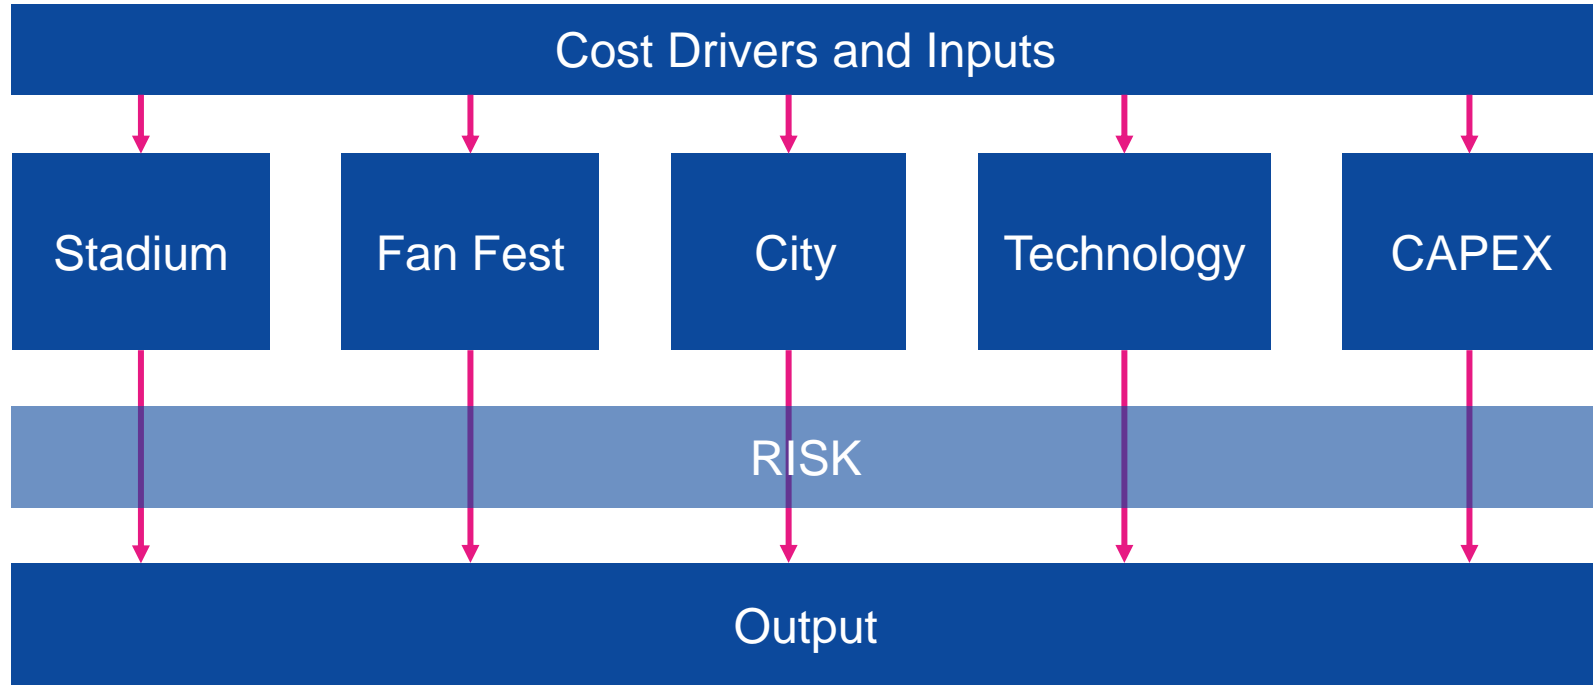 Cost Drivers and Inputs
Stadium
Fan Fest
City
Technology
CAPEX
RISK
Output